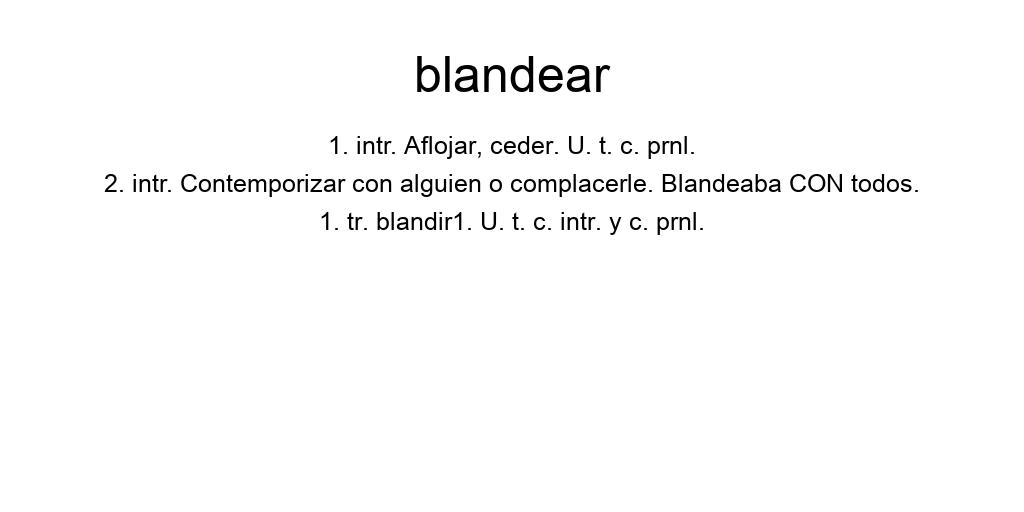 blandear
1. intr. Aflojar, ceder. U. t. c. prnl.
2. intr. Contemporizar con alguien o complacerle. Blandeaba CON todos.
1. tr. blandir1. U. t. c. intr. y c. prnl.